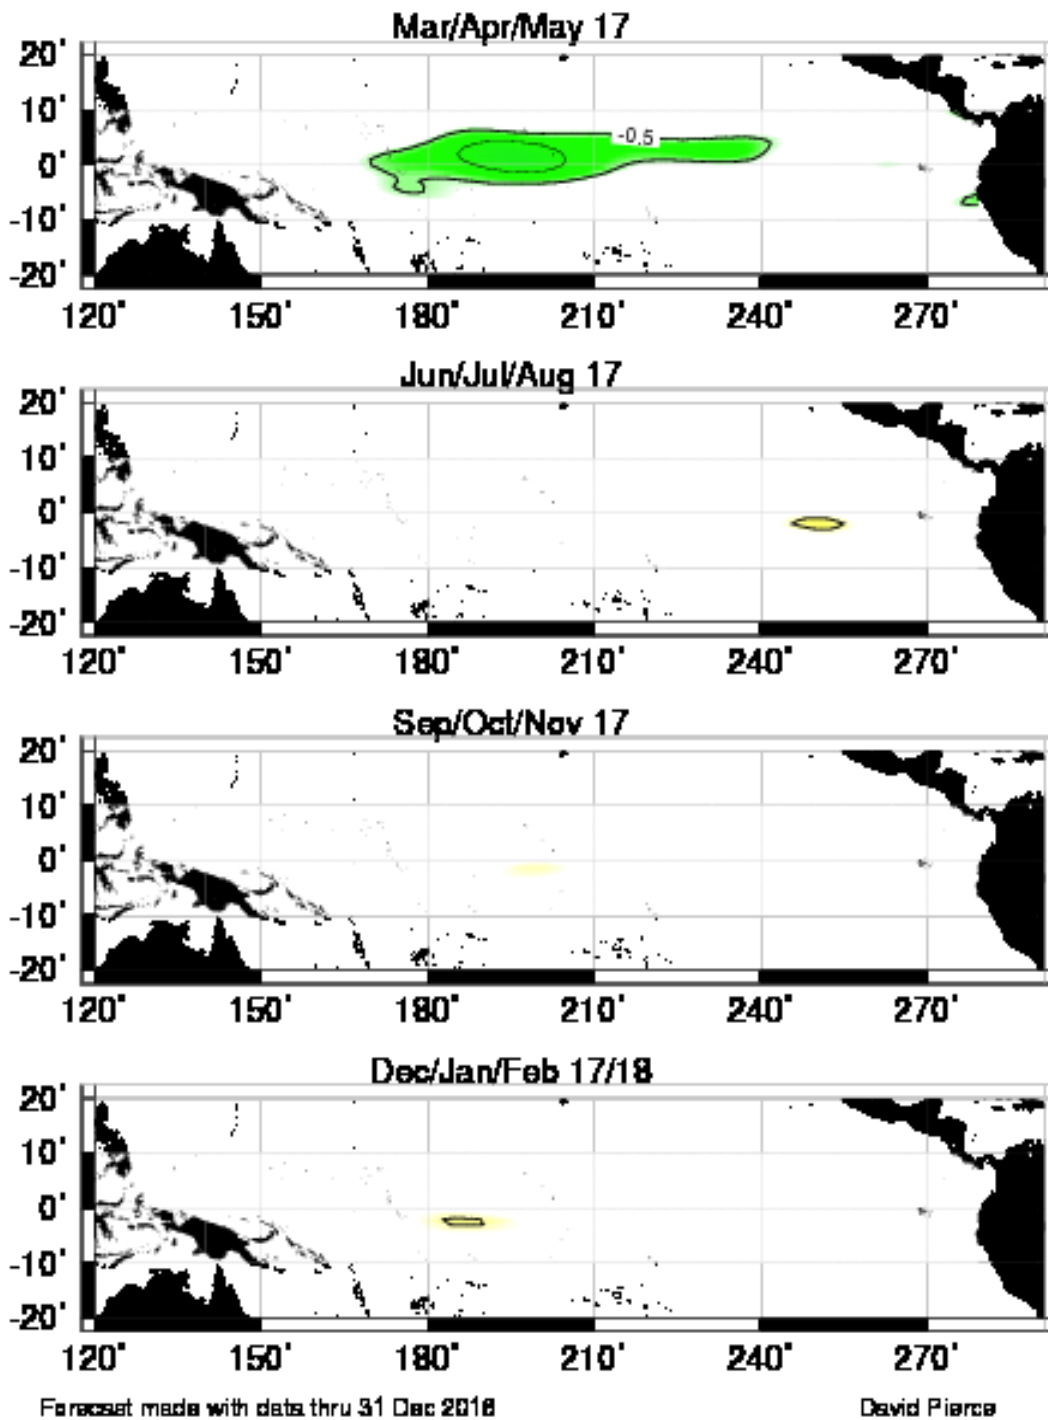 Mar/Apr/May 17
20°
10°
-0.5
0°
-10°
-20°
120° 150° 180° 210° 240° 270°
Jun/Jul/Aug 17
20°
10°
0°
-10°
-20°
120° 150° 180° 210° 240° 270°
Sep/Oct/Nov 17
20°
10°
0°
-10°
-20°
120° 150° 180° 210° 240° 270°
Dec/Jan/Feb 17/18
20°
10°
0°
-10°
-20°
120° 150° 180° 210° 240° 270°
Forecast made with data thru 31 Dec 2016 David Pierce